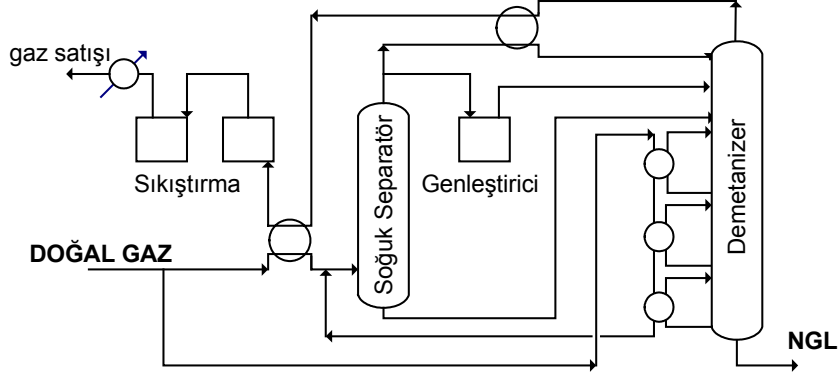 gaz satışı
Sıkıştırma
Soğuk Separatör
Genleştirici
Demetanizer
DOĞAL GAZ
NGL